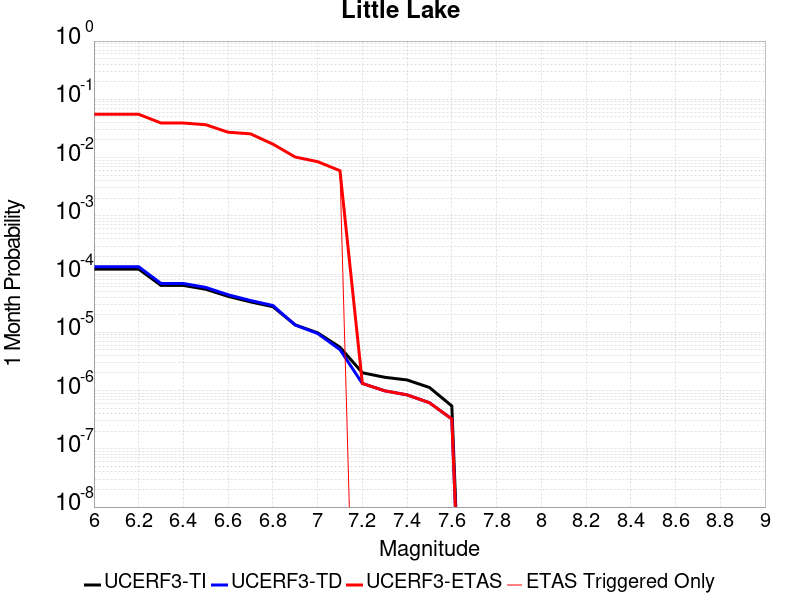 Little Lake
1 Month Probability
10^0
10^-1
10^-2
10^-3
10^-4
10^-5
10^-6
10^-7
10^-8
6 6.2 6.4 6.6 6.8 7 7.2 7.4 7.6 7.8 8 8.2 8.4 8.6 8.8 9
Magnitude
UCERF3-TI UCERF3-TD UCERF3-ETAS ETAS Triggered Only